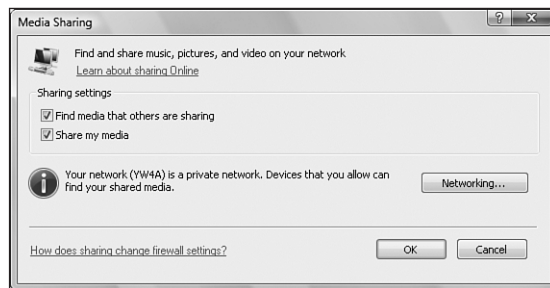 Media Sharing
Find and share music, pictures, and video on your network
Learn about sharing Online
Sharing settings
Find media that others are sharing
Share my media
Your network (YW4A) is a private network. Devices that you allow can
find your shared media.
Networking...
How does sharing change firewall settings?
OK
Cancel